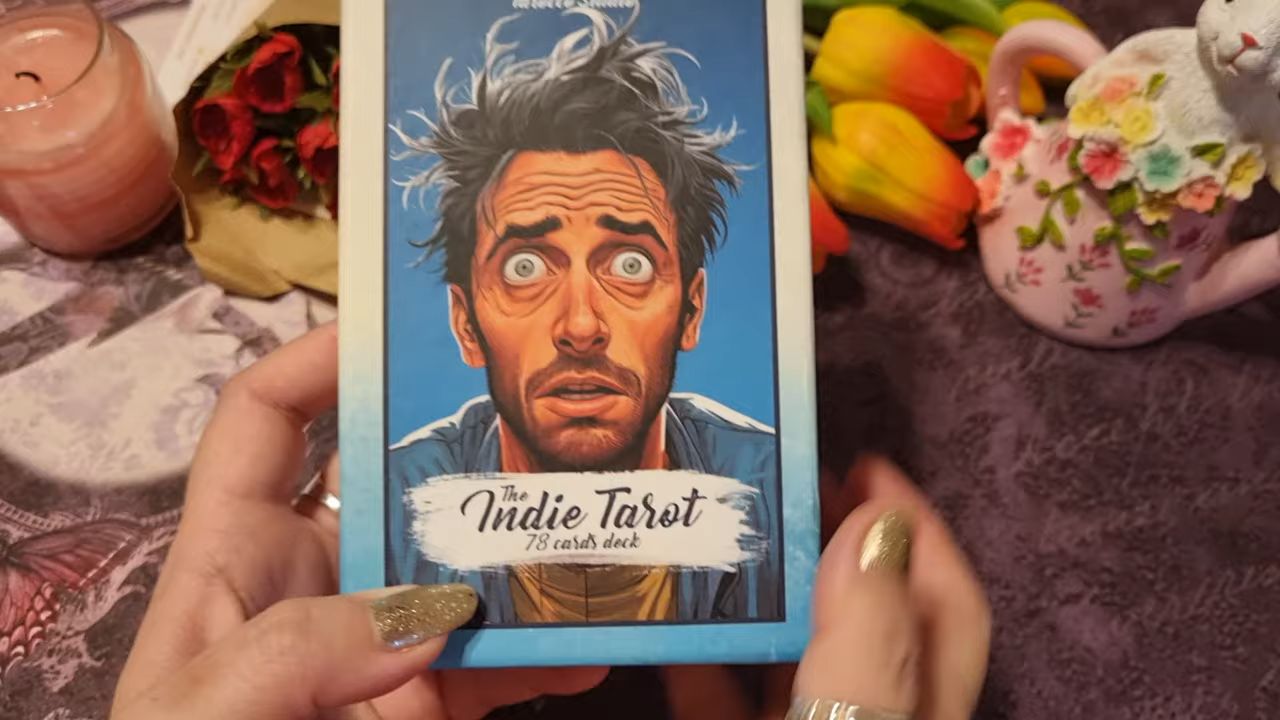 The
Indie Tarot
78 cards deck